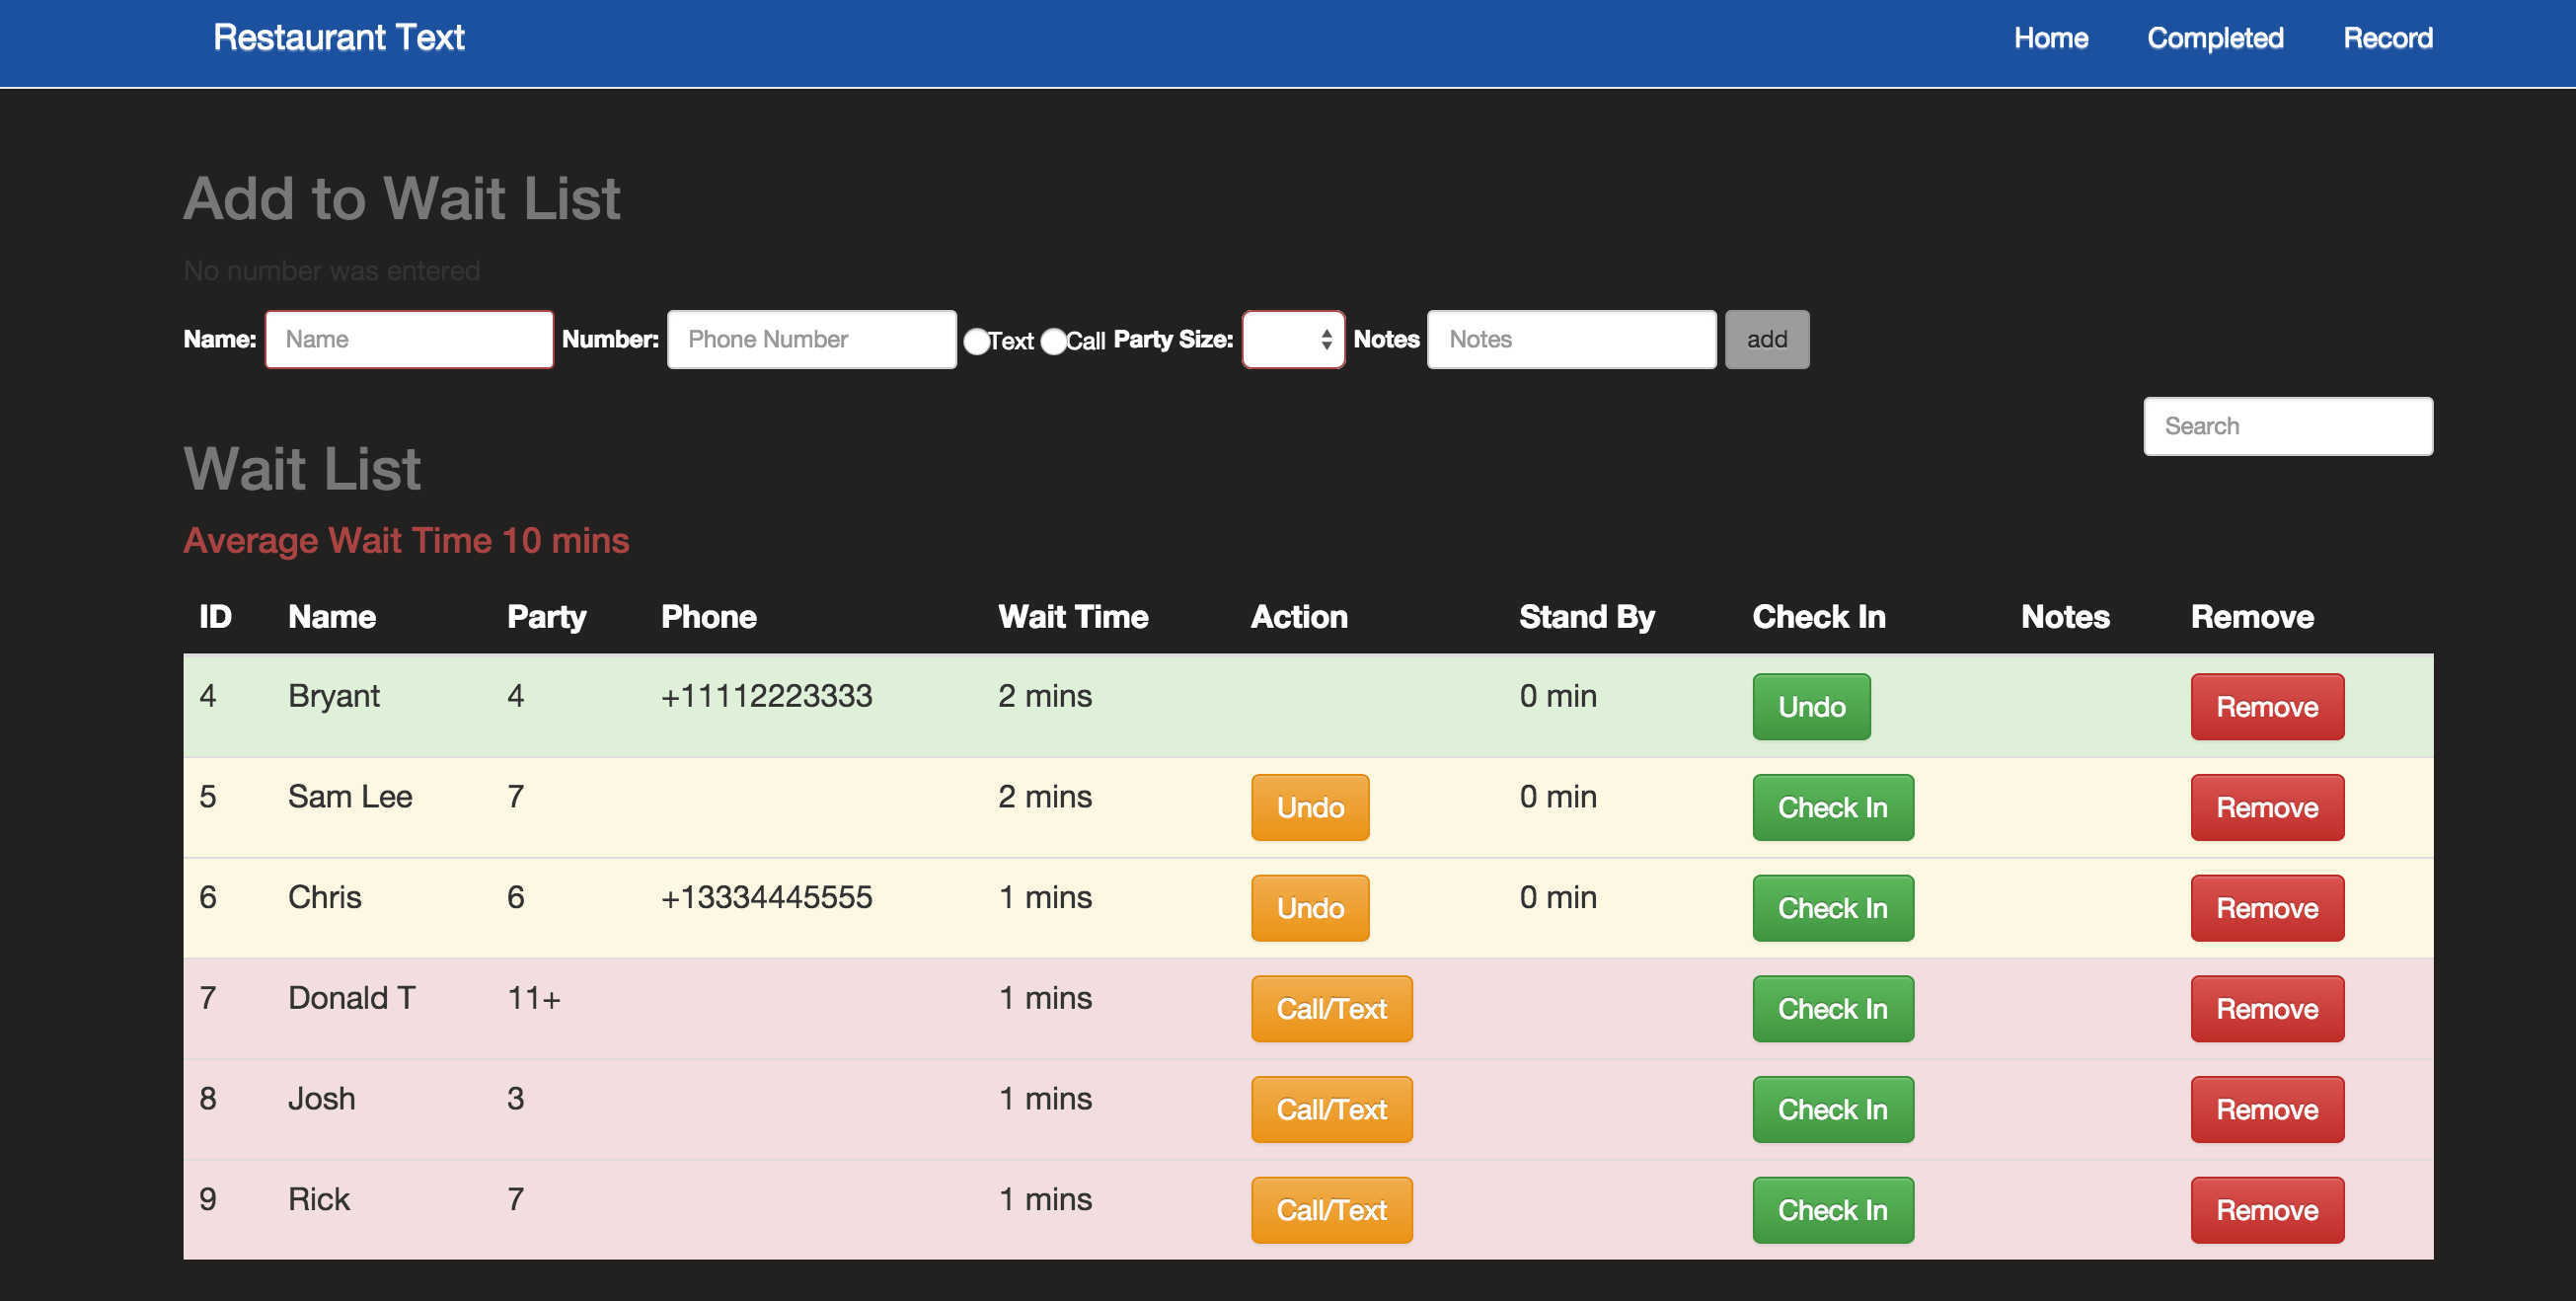 Restaurant Text Home Completed Record
Add to Wait List
No number was entered
Name: Name Number: Phone Number Text Call Party Size: Notes Notes add
Search
Wait List
Average Wait Time 10 mins
ID Name Party Phone Wait Time Action Stand By Check In Notes Remove
4 Bryant 4 +11112223333 2 mins 0 min Undo Remove
5 Sam Lee 7 2 mins Undo 0 min Check In Remove
6 Chris 6 +13334445555 1 mins Undo 0 min Check In Remove
7 Donald T 11+ 1 mins Call/Text Check In Remove
8 Josh 3 1 mins Call/Text Check In Remove
9 Rick 7 1 mins Call/Text Check In Remove